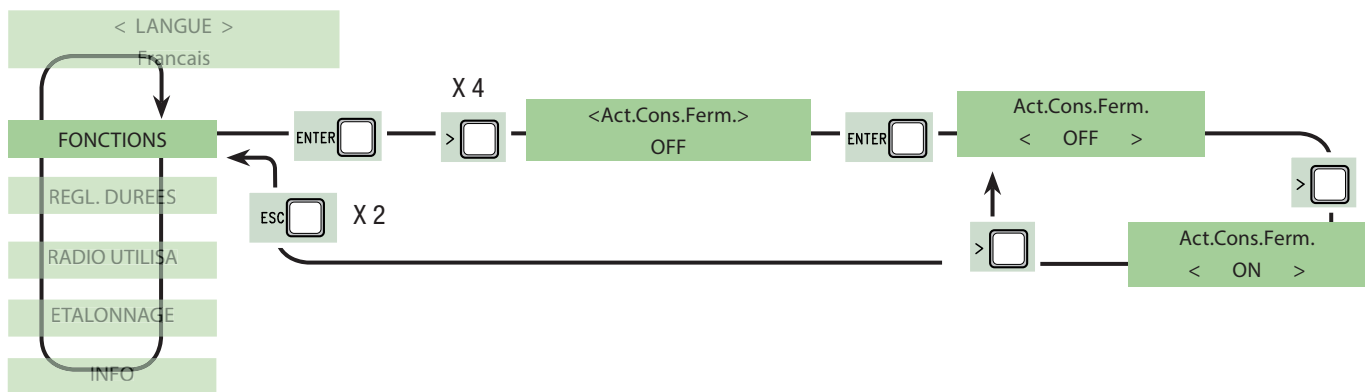 < LANGUE >
Francais
FONCTIONS
REGL. DUREES
RADIO UTILISA
ETALONNAGE
INFO
ENTER
X 4
>
<Act.Cons.Ferm.>
OFF
ENTER
Act.Cons.Ferm.
< OFF >
>
Act.Cons.Ferm.
< ON >
>
ESC
X 2